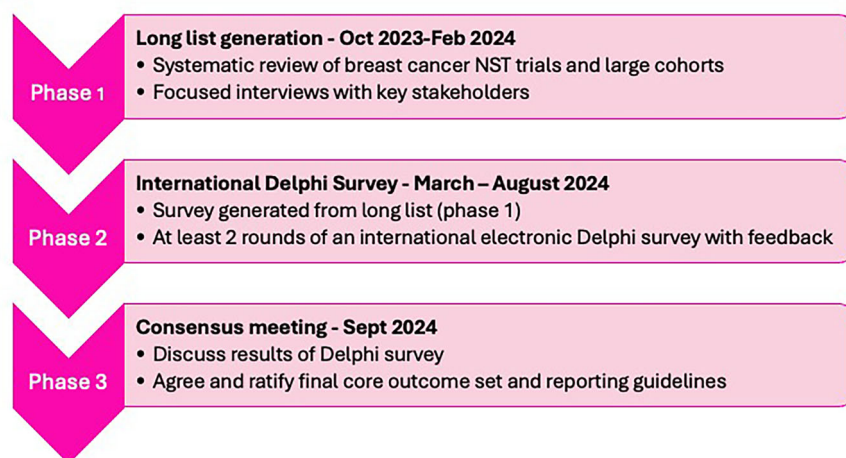 Phase 1
Long list generation - Oct 2023-Feb 2024
• Systematic review of breast cancer NST trials and large cohorts
• Focused interviews with key stakeholders
Phase 2
International Delphi Survey - March – August 2024
• Survey generated from long list (phase 1)
• At least 2 rounds of an international electronic Delphi survey with feedback
Phase 3
Consensus meeting - Sept 2024
• Discuss results of Delphi survey
• Agree and ratify final core outcome set and reporting guidelines